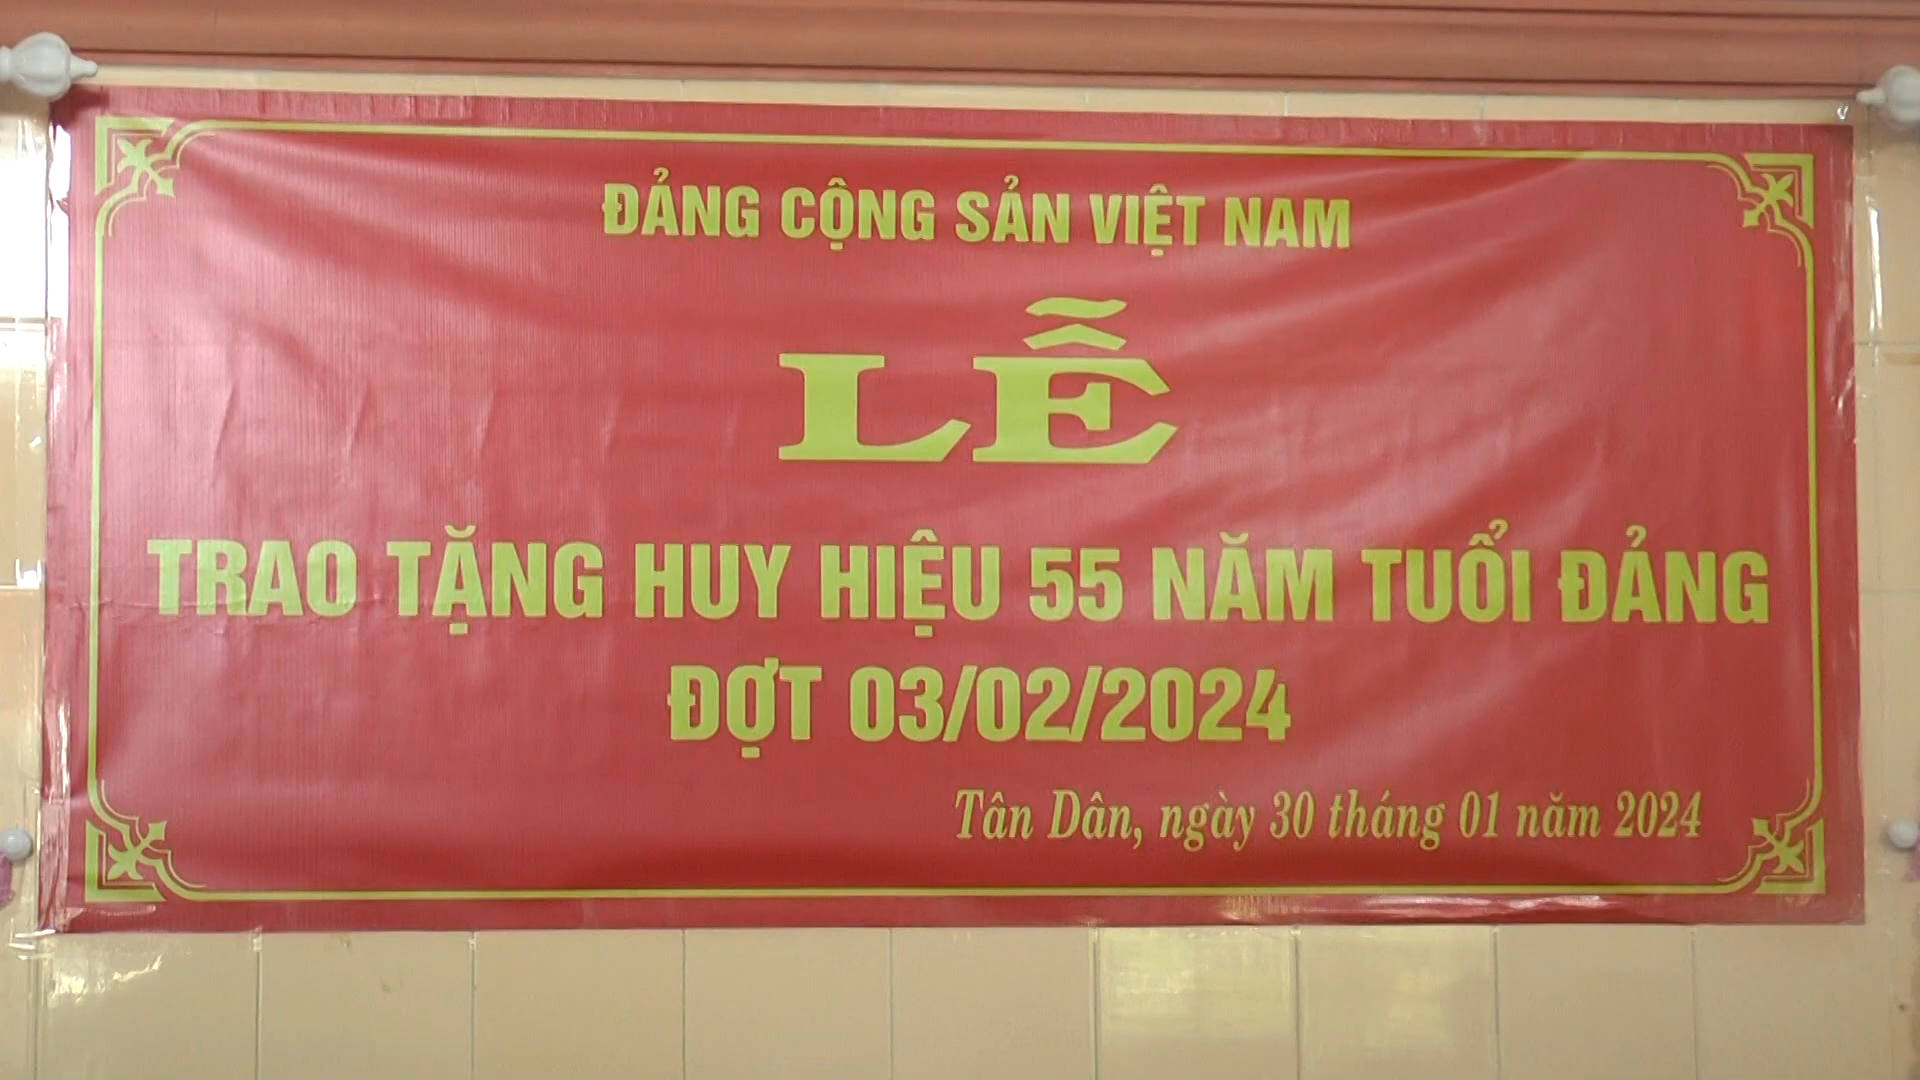 ĐẢNG CỘNG SẢN VIỆT NAM
LỄ
TRAO TẶNG HUY HIỆU 55 NĂM TUỔI ĐẢNG
ĐỢT 03/02/2024
Tân Dân, ngày 30 tháng 01 năm 2024